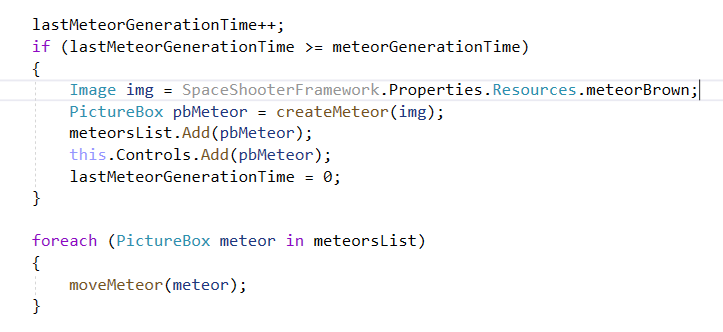 lastMeteorGenerationTime++;
if (lastMeteorGenerationTime >= meteorGenerationTime)
{
Image img = SpaceShooterFramework.Properties.Resources.meteorBrown;
PictureBox pbMeteor = createMeteor(img);
meteorsList.Add(pbMeteor);
this.Controls.Add(pbMeteor);
lastMeteorGenerationTime = 0;
}
foreach (PictureBox meteor in meteorsList)
{
moveMeteor(meteor);
}